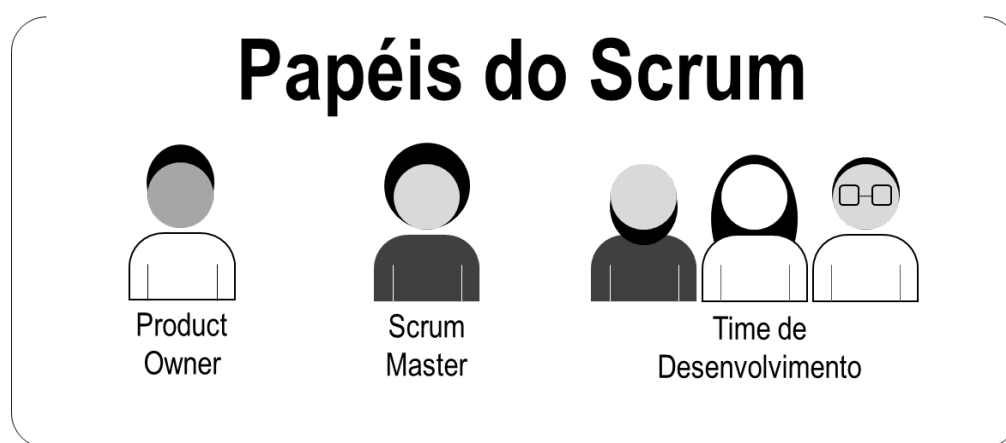 Papéis do Scrum
Product
Owner
Scrum
Master
Time de
Desenvolvimento